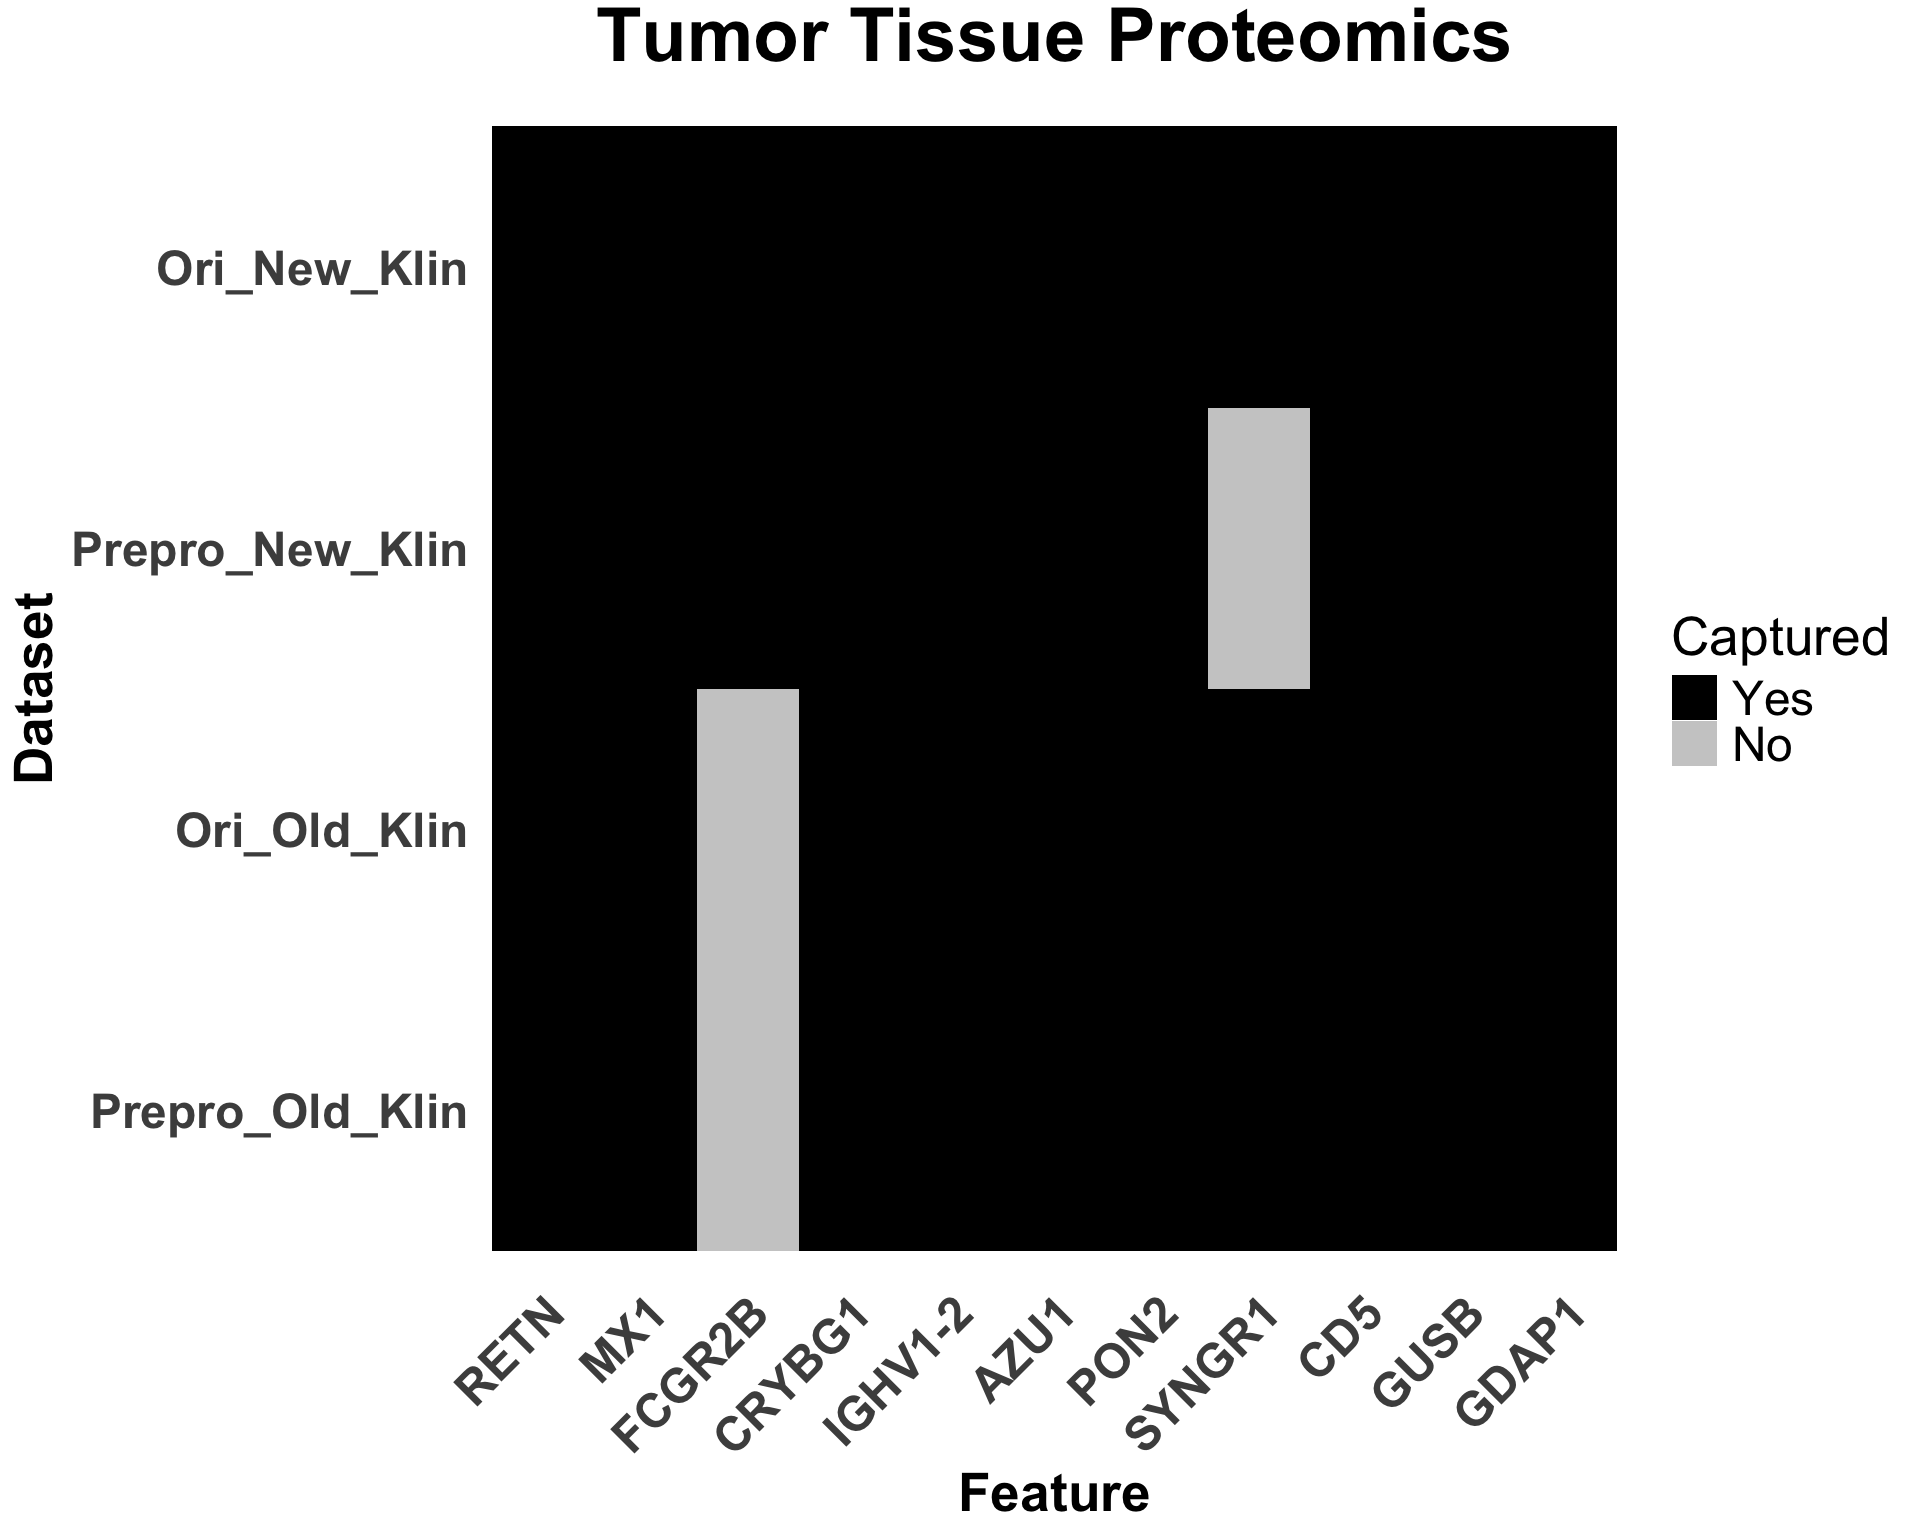 Tumor Tissue Proteomics
Ori_New_Klin
Prepro_New_Klin
Ori_Old_Klin
Prepro_Old_Klin
Dataset
Captured
Yes
No
RETN
MX1
FCGR2B
CRYBG1
IGHV1-2
AZU1
PON2
SYNGR1
CD5
GUSB
GDAP1
Feature